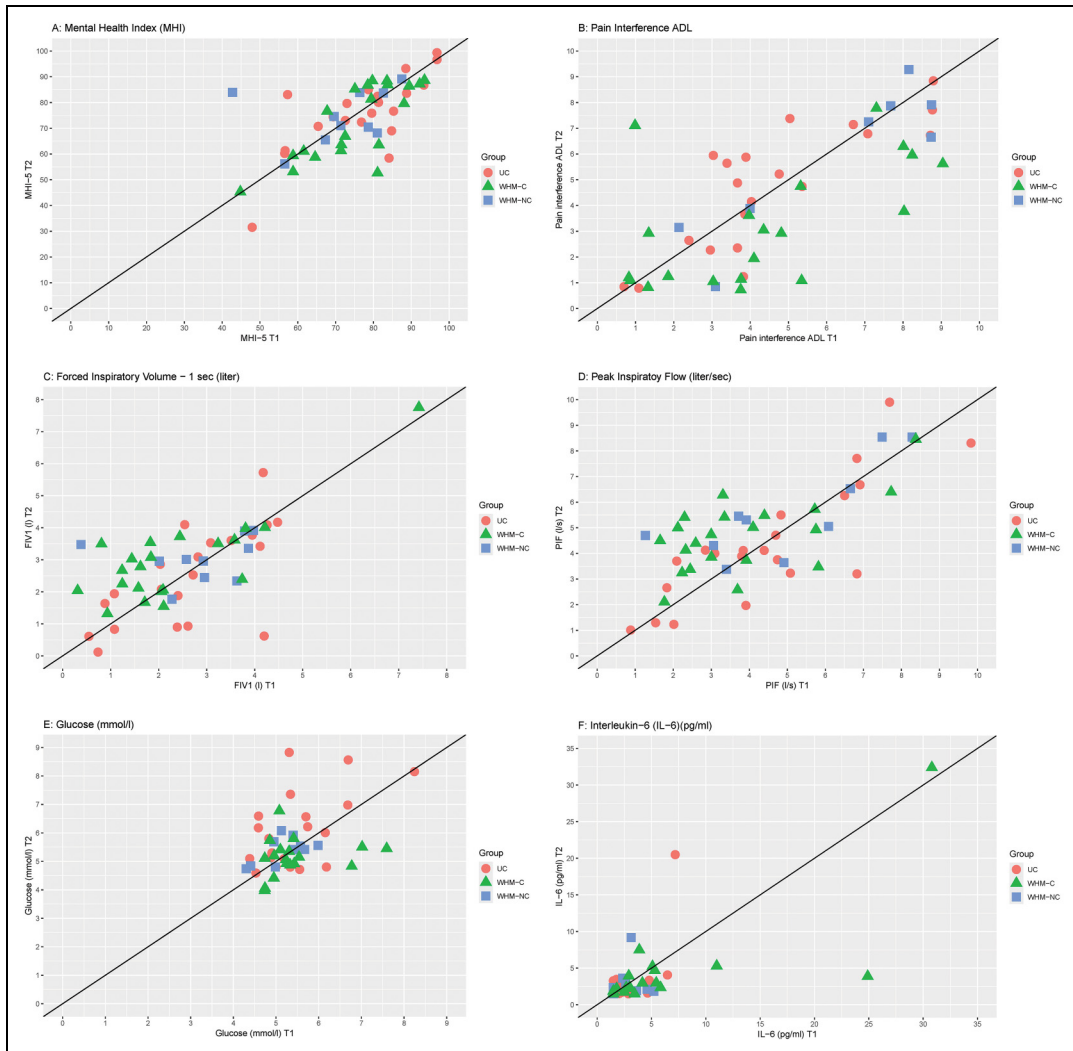 A: Mental Health Index (MHI)
MHI−5 T2
100
90
80
70
60
50
40
30
20
10
0
0 10 20 30 40 50 60 70 80 90 100
MHI−5 T1
Group
UC
WHM−C
WHM−NC
B: Pain Interference ADL
Pain interference ADL T2
10
9
8
7
6
5
4
3
2
1
0
0 1 2 3 4 5 6 7 8 9 10
Pain interference ADL T1
Group
UC
WHM−C
WHM−NC
C: Forced Inspiratory Volume − 1 sec (liter)
FIV1 (l) T2
8
7
6
5
4
3
2
1
0
0 1 2 3 4 5 6 7 8
FIV1 (l) T1
Group
UC
WHM−C
WHM−NC
D: Peak Inspiratoy Flow (liter/sec)
PIF (l/s) T2
10
9
8
7
6
5
4
3
2
1
0
0 1 2 3 4 5 6 7 8 9 10
PIF (l/s) T1
Group
UC
WHM−C
WHM−NC
E: Glucose (mmol/l)
Glucose (mmol/l) T2
9
8
7
6
5
4
3
2
1
0
0 1 2 3 4 5 6 7 8 9
Glucose (mmol/l) T1
Group
UC
WHM−C
WHM−NC
F: Interleukin−6 (IL−6)(pg/ml)
IL−6 (pg/ml) T2
35
30
25
20
15
10
5
0
0 5 10 15 20 25 30 35
IL−6 (pg/ml) T1
Group
UC
WHM−C
WHM−NC